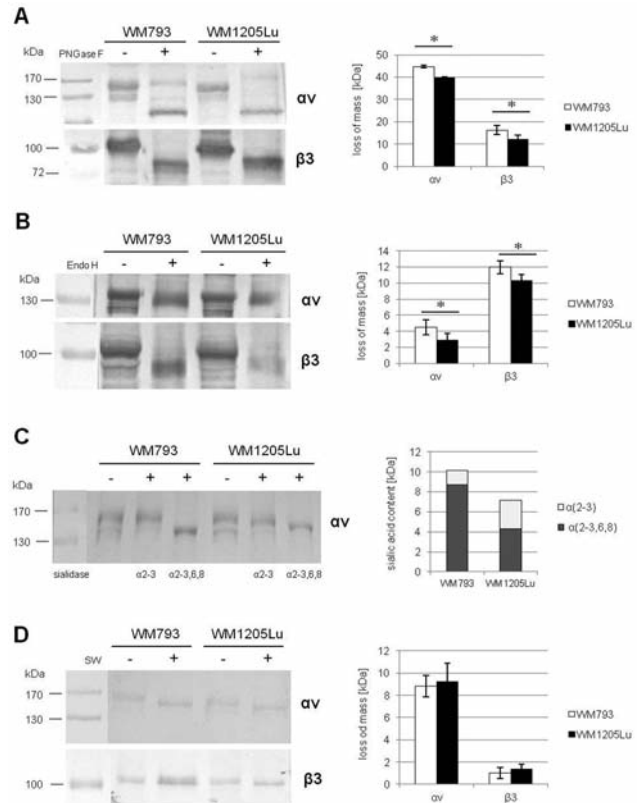 A
WM793 WM1205Lu
kDa PNGase F - + - +
170
130
αv
100
72
β3
loss of mass [kDa]
50
40
30
20
10
0
αv β3
* *
WM793
WM1205Lu
B
WM793 WM1205Lu
kDa Endo H - + - +
130
αv
100
β3
loss of mass [kDa]
14
12
10
8
6
4
2
0
αv β3
* *
WM793
WM1205Lu
C
WM793 WM1205Lu
- + + - + +
kDa
170
130
αv
sialidase α2-3 α2-3,6,8 α2-3 α2-3,6,8
sialic acid content [kDa]
12
10
8
6
4
2
0
WM793 WM1205Lu
α(2-3)
α(2-3,6,8)
D
WM793 WM1205Lu
kDa SW - + - +
170
130
αv
100
β3
loss od mass [kDa]
12
10
8
6
4
2
0
αv β3
WM793
WM1205Lu